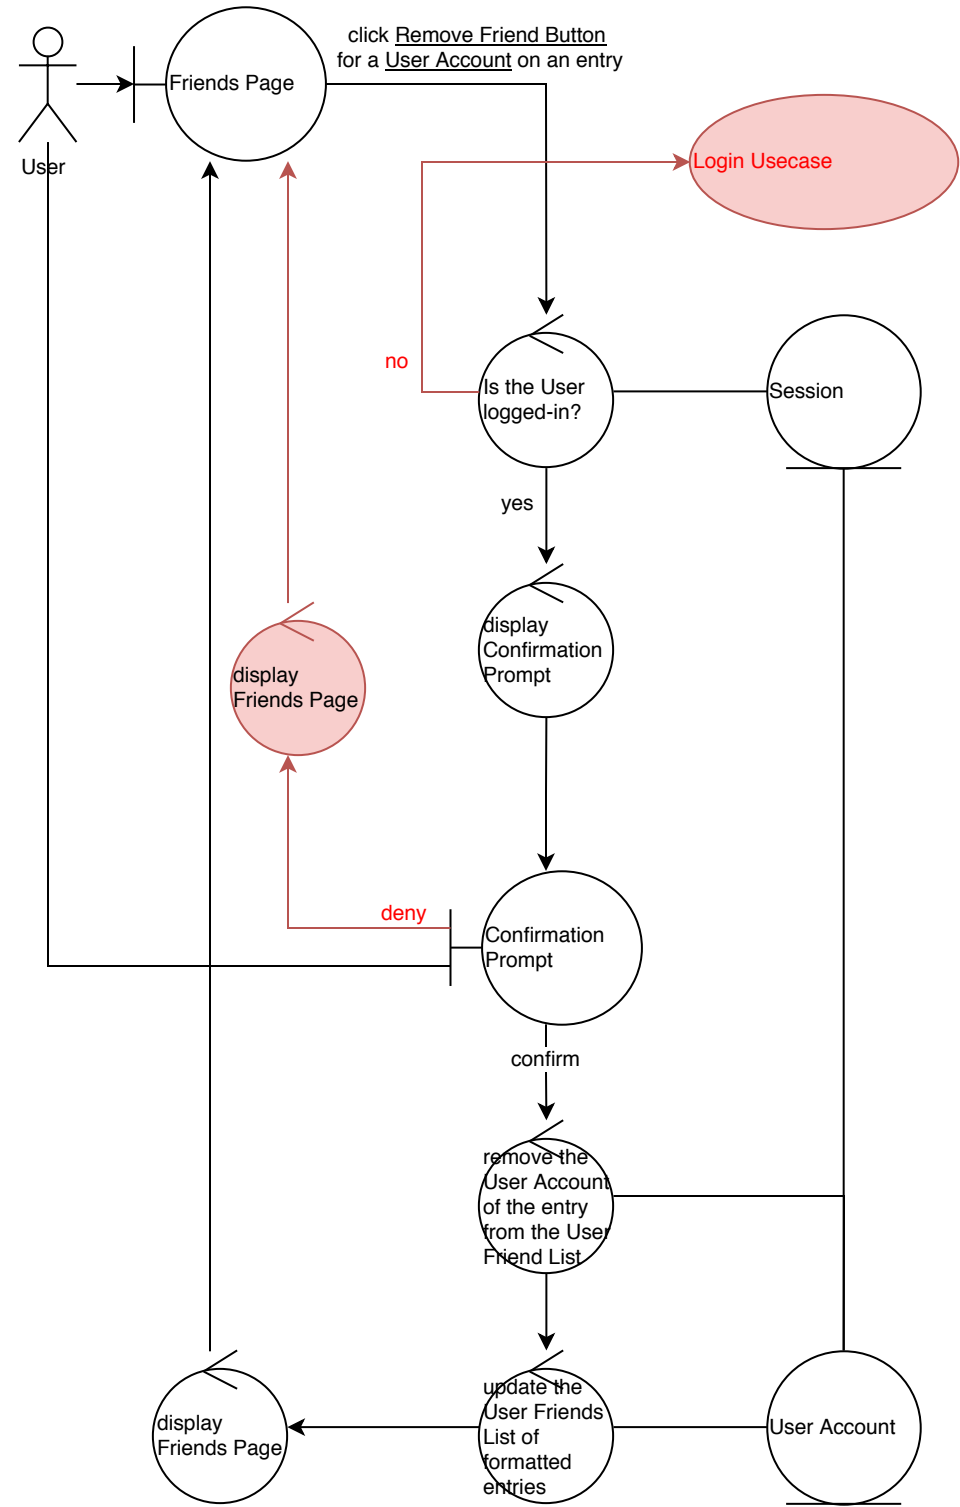 click Remove Friend Button
for a User Account on an entry
Friends Page
User
Login Usecase
no
Is the User
logged-in?
Session
yes
display
Confirmation
Prompt
display
Friends Page
deny
Confirmation
Prompt
confirm
remove the
User Account
of the entry
from the User
Friend List
update the
User Friends
List of
formatted
entries
display
Friends Page
User Account